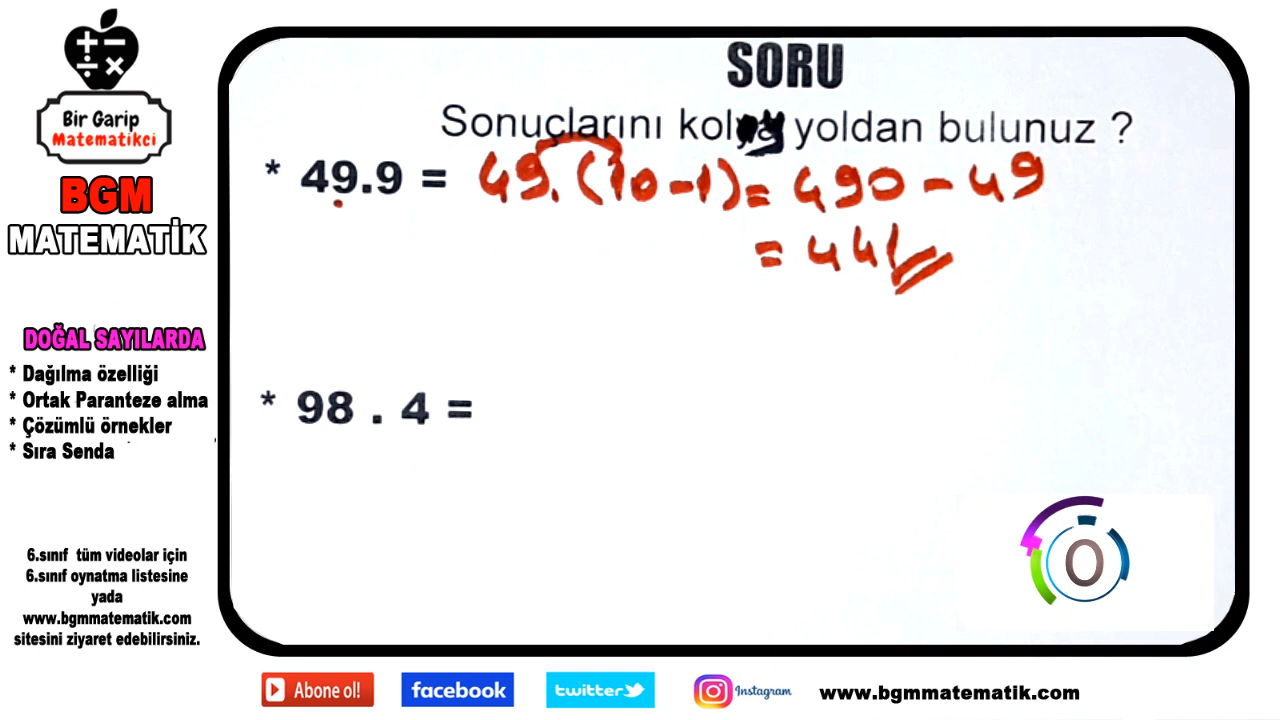 Bir Garip
Matematikci
BGM
MATEMATİK
DOĞAL SAYILARDA
* Dağılma özelliği
* Ortak Paranteze alma
* Çözümlü örnekler
* Sıra Senda
6.sınıf tüm videolar için
6.sınıf oynatma listesine
yada
www.bgmmatematik.com
sitesini ziyaret edebilirsiniz.
SORU
Sonuçlarını kolay yoldan bulunuz ?
* 49.9 = 49.(10-1) = 490 - 49
= 441
* 98 . 4 =
0
Abone ol!
facebook
twitter
Instagram
www.bgmmatematik.com